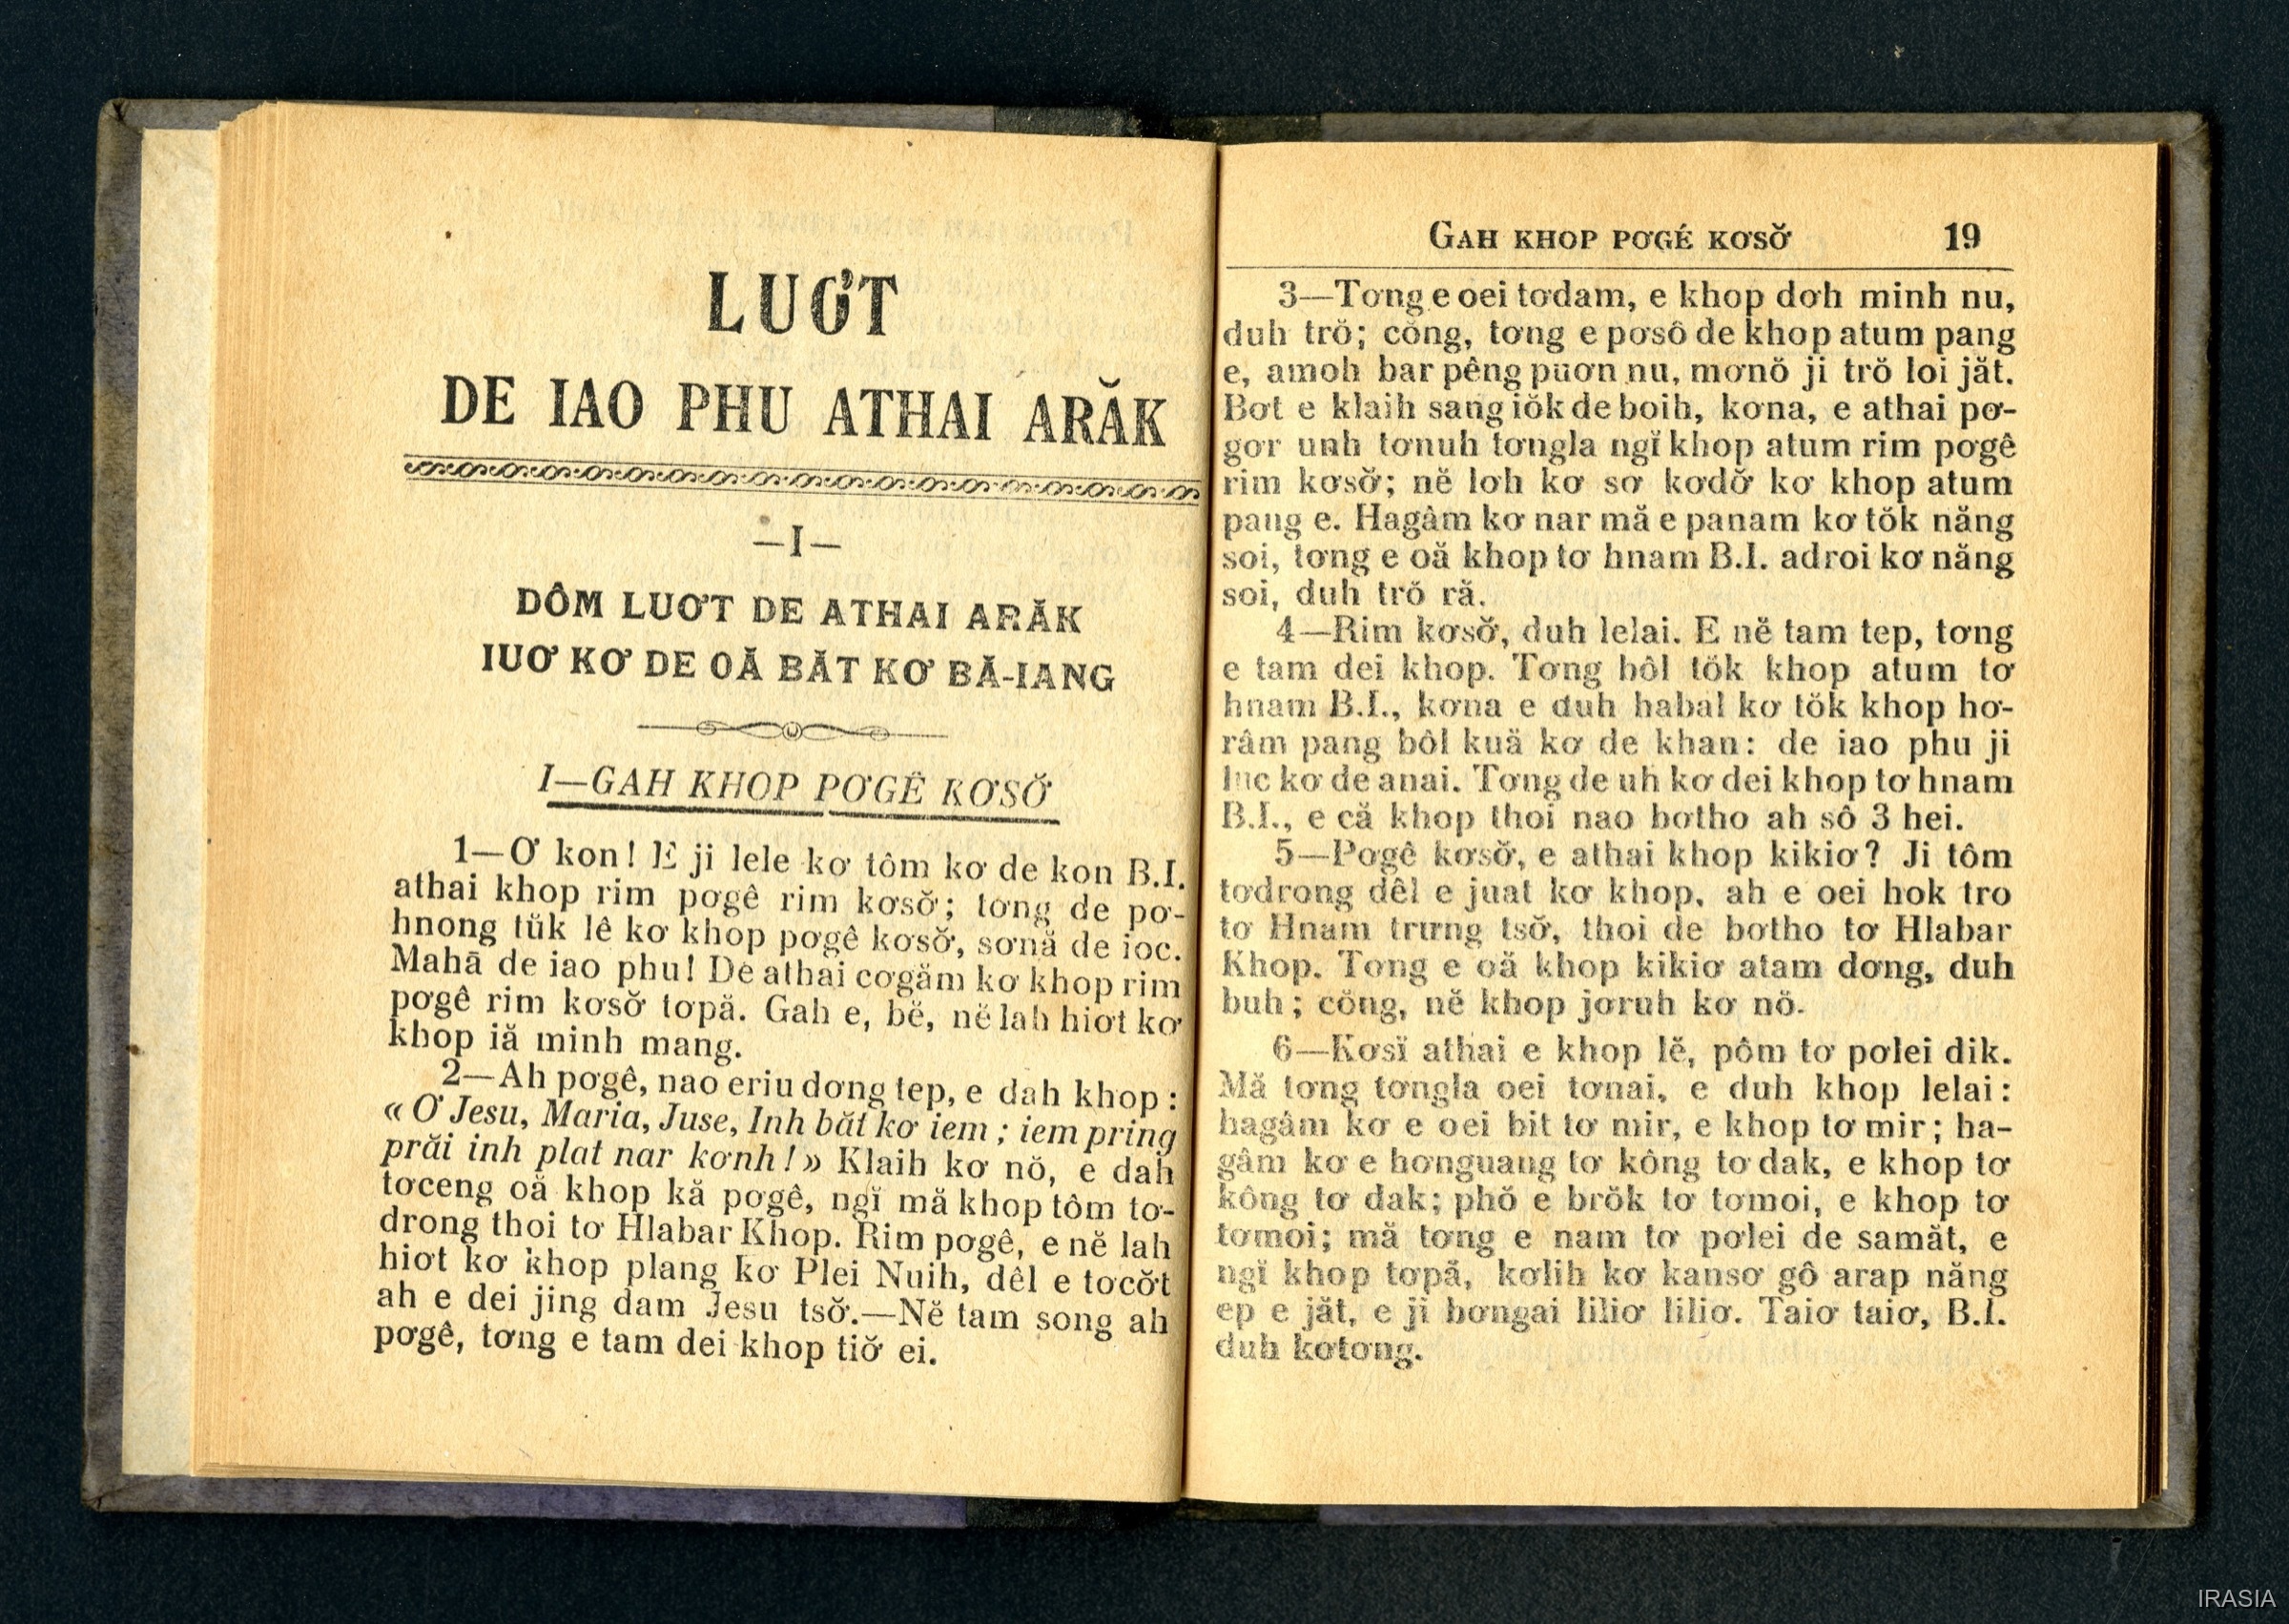 LUƠ̆T
DE IAO PHU ATHAI ARĂK
—I—
DÔM LUƠT DE ATHAI ARĂK
IUƠ KƠ DE OĂ BĂT KƠ BĂ-IANG
I—GAH KHOP PƠGÊ KƠSƠ̆
1—Ơ kon! E ji lele kơ tôm kơ de kon B.I.
athai khop rim pơgê rim kơsơ̆; tơng de pơ-
hnong tŭk lê kơ khop pơgê kơsơ̆, sơnă de ioc.
Mahā de iao phu! De athai cơgăm kơ khop rim
pơgê rim kơsơ̆ tơpă. Gah e, bĕ, nĕ lah hiơt kơ
khop iă minh mang.
2—Ah pơgê, nao eriu dơng tep, e dah khop :
« Ơ Jesu, Maria, Juse, Inh băt kơ iem ; iem pring
prăi inh plat nar kơnh ! » Klaih kơ nŏ, e dah
tơceng oă khop kă pơgê, ngĭ mă khop tôm tơ-
drong thoi tơ Hlabar Khop. Rim pơgê, e nĕ lah
hiơt kơ khop plang kơ Plei Nuih, dêl e tơcơ̆t
ah e dei jing dam Jesu tsơ̆.—Nĕ tam song ah
pơgê, tơng e tam dei khop tiơ̆ ei.
GAH KHOP PƠGÉ KƠSƠ̆ 19
3—Tơng e oei tơdam, e khop dơh minh nu,
duh trŏ; cŏng, tơng e pơsô de khop atum pang
e, amoh bar pêng puơn nu, mơnŏ ji trŏ loi jăt.
Bơt e klaih sang iŏk de boih, kơna, e athai pơ-
gơr unh tơnuh tơngla ngĭ khop atum rim pơgê
rim kơsơ̆; nĕ lơh kơ sơ kơdơ̆ kơ khop atum
pang e. Hagâm kơ nar mă e panam kơ tŏk năng
soi, tơng e oă khop tơ hnam B.I. adroi kơ năng
soi, duh trŏ ră.
4—Rim kơsơ̆, duh lelai. E nĕ tam tep, tơng
e tam dei khop. Tơng bôl tŏk khop atum tơ
hnam B.I., kơna e duh habal kơ tŏk khop hơ-
râm pang bôl kuă kơ de khan: de iao phu ji
luc kơ de anai. Tơng de uh kơ dei khop tơ hnam
B.I., e că khop thoi nao bơtho ah sô 3 hei.
5—Pơgê kơsơ̆, e athai khop kikiơ? Ji tôm
tơdrong dêl e juat kơ khop, ah e oei hok tro
tơ Hnam trưng tsơ̆, thoi de bơtho tơ Hlabar
Khop. Tơng e oă khop kikiơ atam dơng, duh
buh; cŏng, nĕ khop jơruh kơ nŏ.
6—Kơsĭ athai e khop lĕ, pôm tơ pơlei dik.
Mă tơng tơngla oei tơnai, e duh khop lelai:
hagâm kơ e oei bit tơ mir, e khop tơ mir; ha-
gâm kơ e hơnguang tơ kông tơ dak, e khop tơ
kông tơ dak; phŏ e brŏk tơ tơmoi, e khop tơ
tơmoi; mă tơng e nam tơ pơlei de samăt, e
ngĭ khop tơpă, kơlih kơ kansơ gô arap năng
ep e jăt, e ji bơngai liliơ liliơ. Taiơ taiơ, B.I.
duh kơtơng.
IRASIA